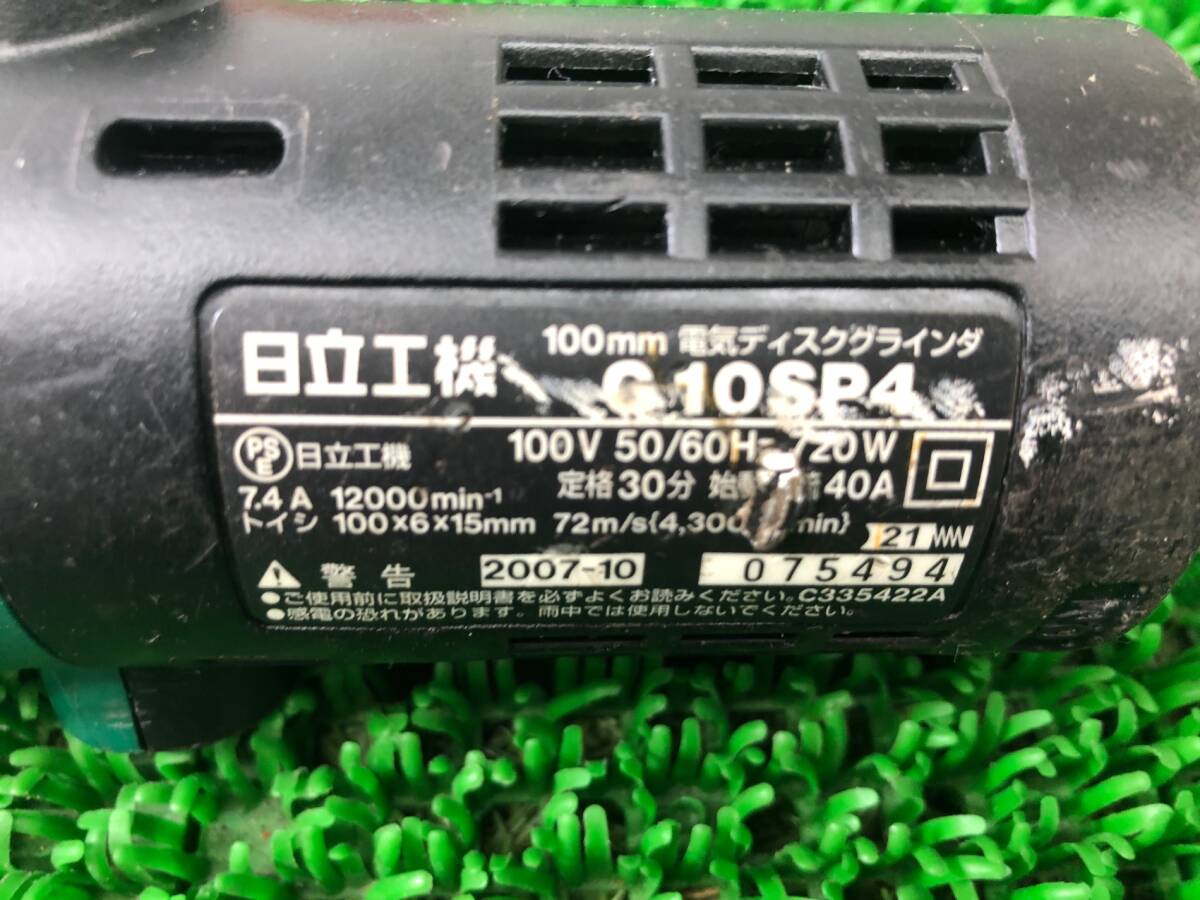 日立工機
100mm 電気ディスクグラインダ
G10SP4
PSE 日立工機
100V 50/60Hz 720W
7.4A 12000min⁻¹
定格30分 40A
トイシ 100×6×15mm 72m/s{4,300m/min}
21
警告 2007-10 075494
●ご使用前に取扱説明書を必ずよくお読みください。C335422A
●感電の恐れがあります。雨中では使用しないでください。